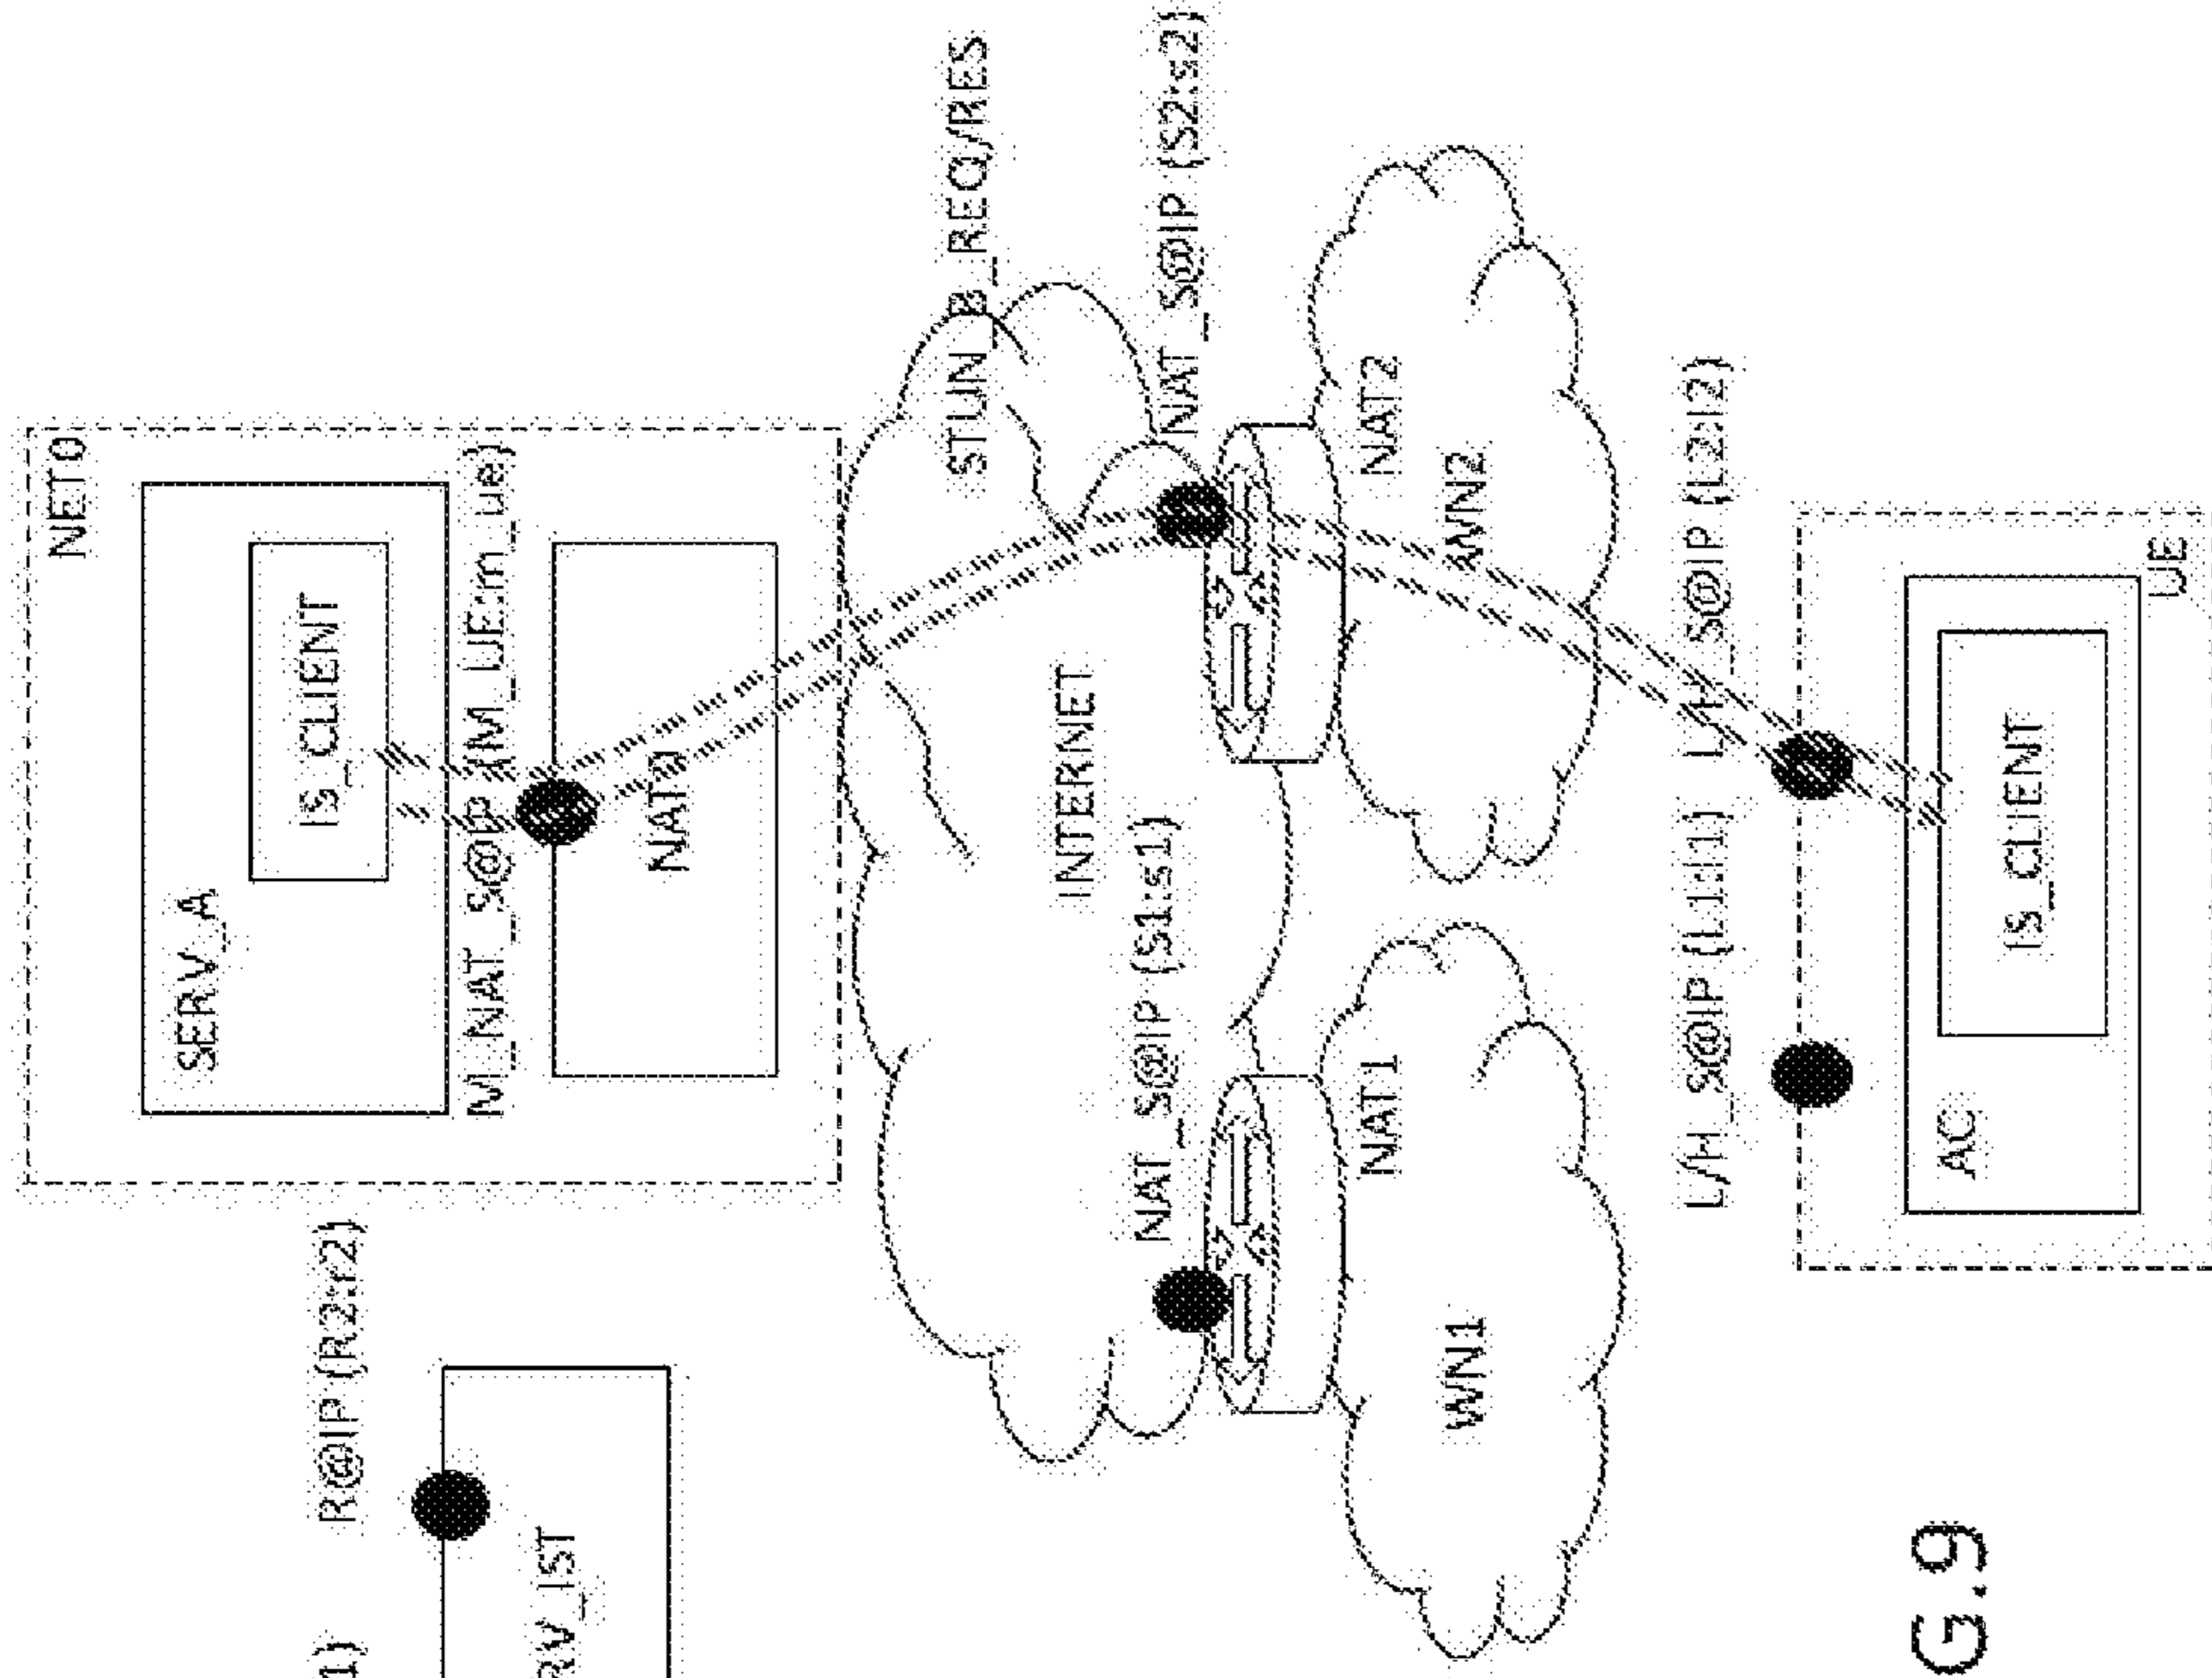 NET0
SERV_A
IS_CLIENT
M_NAT_S@IP (M_UE:m_ue)
NAT0
1)
R@IP (R2:r2)
RV_IST
STUN_B_REQ/RES
INTERNET
NAT_S@IP (S1:s1)
NAT_S@IP (S2:s2)
NAT1
NAT2
WN1
WN2
L/H_S@IP (L1:l1)
L/H_S@IP (L2:l2)
AC
IS_CLIENT
UE
G.9